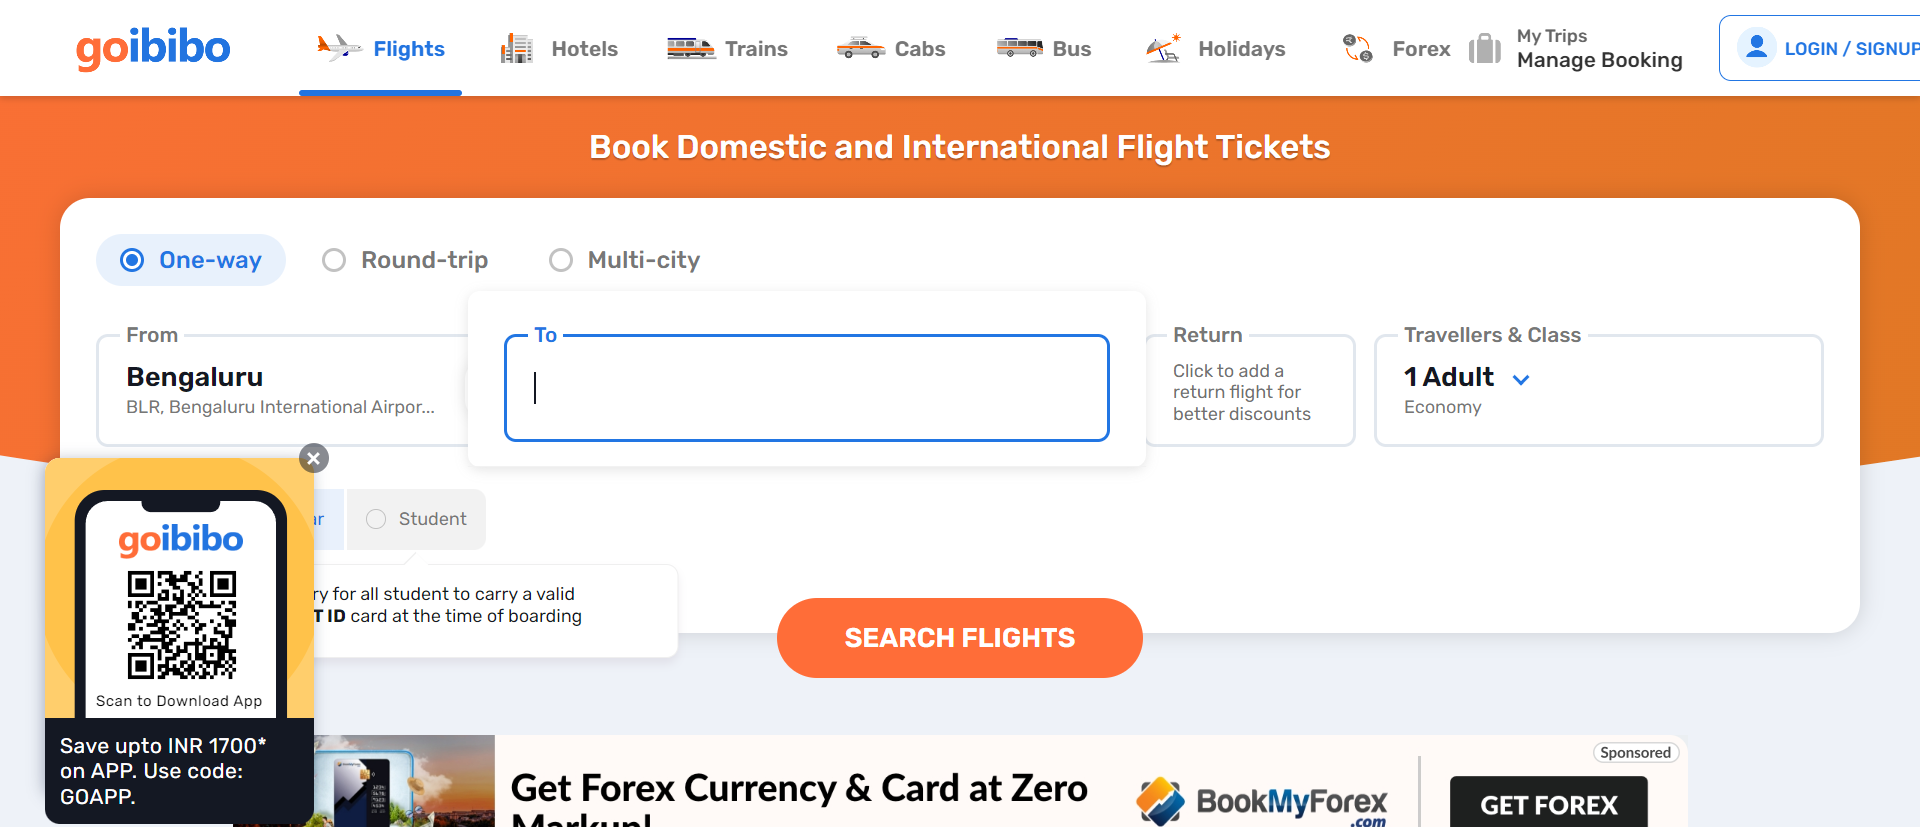 goibibo
Flights
Hotels
Trains
Cabs
Bus
Holidays
Forex
My Trips
Manage Booking
LOGIN / SIGNUP
Book Domestic and International Flight Tickets
One-way
Round-trip
Multi-city
From
Bengaluru
BLR, Bengaluru International Airpor...
To
Return
Click to add a
return flight for
better discounts
Travellers & Class
1 Adult
Economy
Student
for all student to carry a valid
ID card at the time of boarding
SEARCH FLIGHTS
goibibo
Scan to Download App
Save upto INR 1700*
on APP. Use code:
GOAPP.
Sponsored
Get Forex Currency & Card at Zero
Markup!
BookMyForex
.com
GET FOREX